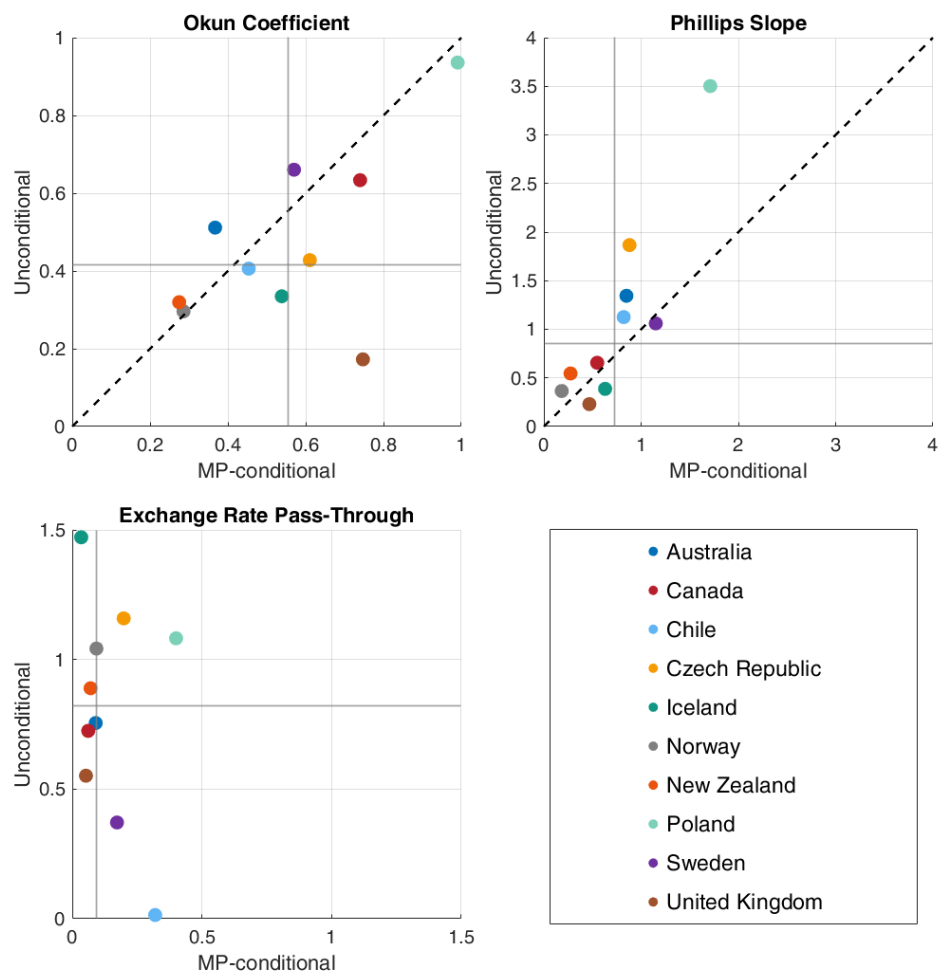 Okun Coefficient
1
0.8
0.6
0.4
0.2
0
Unconditional
0 0.2 0.4 0.6 0.8 1
MP-conditional
Phillips Slope
4
3.5
3
2.5
2
1.5
1
0.5
0
Unconditional
0 1 2 3 4
MP-conditional
Exchange Rate Pass-Through
1.5
1
0.5
0
Unconditional
0 0.5 1 1.5
MP-conditional
Australia
Canada
Chile
Czech Republic
Iceland
Norway
New Zealand
Poland
Sweden
United Kingdom